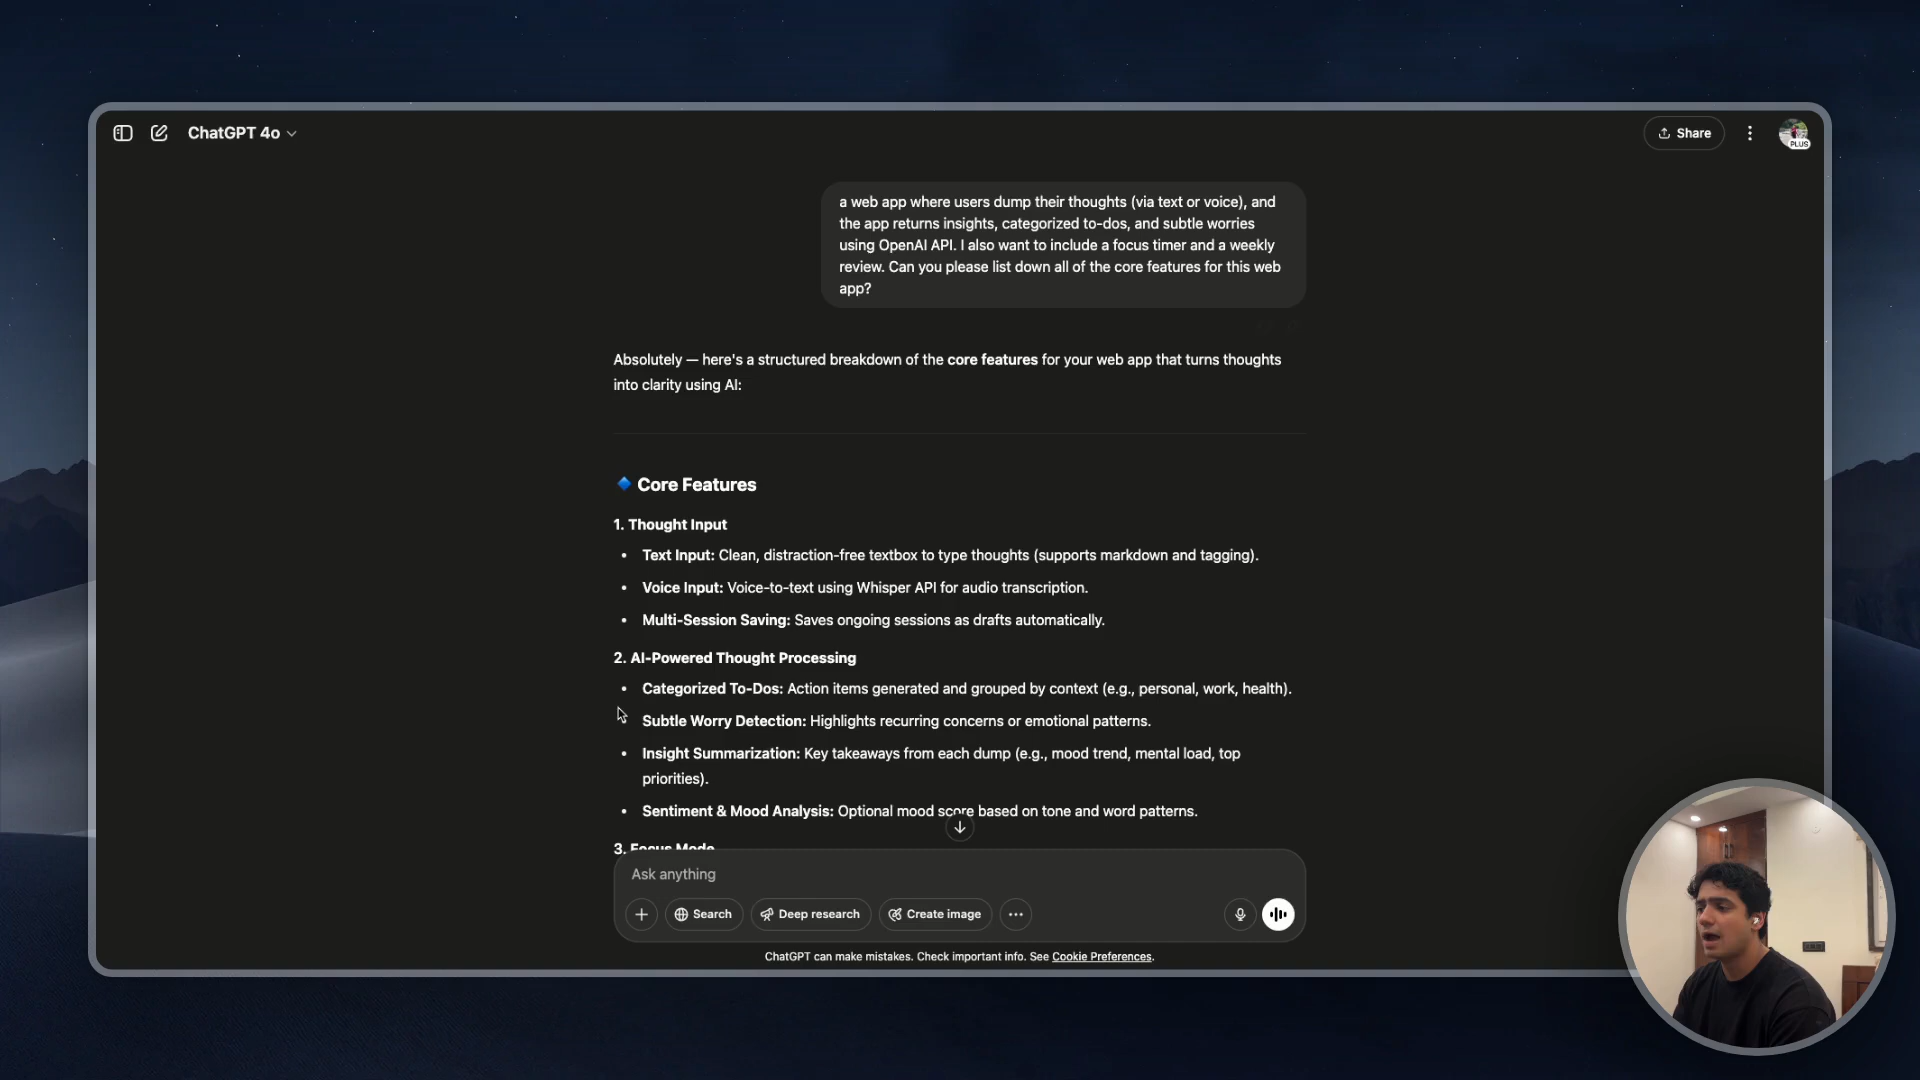 ChatGPT 4o
Share
PLUS
a web app where users dump their thoughts (via text or voice), and
the app returns insights, categorized to-dos, and subtle worries
using OpenAI API. I also want to include a focus timer and a weekly
review. Can you please list down all of the core features for this web
app?
Absolutely — here's a structured breakdown of the core features for your web app that turns thoughts
into clarity using AI:
Core Features
1. Thought Input
• Text Input: Clean, distraction-free textbox to type thoughts (supports markdown and tagging).
• Voice Input: Voice-to-text using Whisper API for audio transcription.
• Multi-Session Saving: Saves ongoing sessions as drafts automatically.
2. AI-Powered Thought Processing
• Categorized To-Dos: Action items generated and grouped by context (e.g., personal, work, health).
Subtle Worry Detection: Highlights recurring concerns or emotional patterns.
• Insight Summarization: Key takeaways from each dump (e.g., mood trend, mental load, top
priorities).
• Sentiment & Mood Analysis: Optional mood score based on tone and word patterns.
3. Focus Mode
Ask anything
Search
Deep research
Create image
ChatGPT can make mistakes. Check important info. See Cookie Preferences.